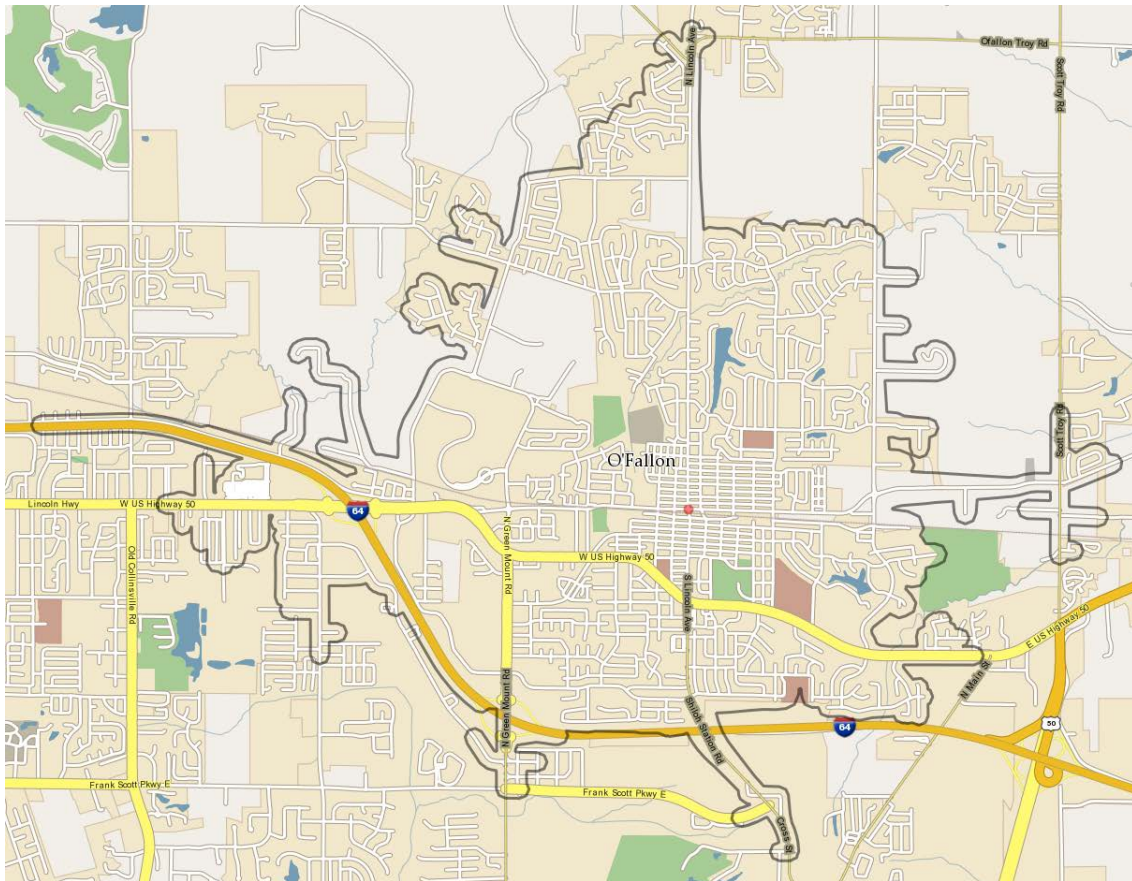 N Lincoln Ave
Ofallon Troy Rd
Scott Troy Rd
Scott Troy Rd
O'Fallon
Lincoln Hwy
W US Highway 50
64
Old Collinsville Rd
N Green Mount Rd
W US Highway 50
S Lincoln Ave
E US Highway 50
N Main St
N Green Mount Rd
Shiloh Station Rd
64
50
Frank Scott Pkwy E
Frank Scott Pkwy E
Cross St